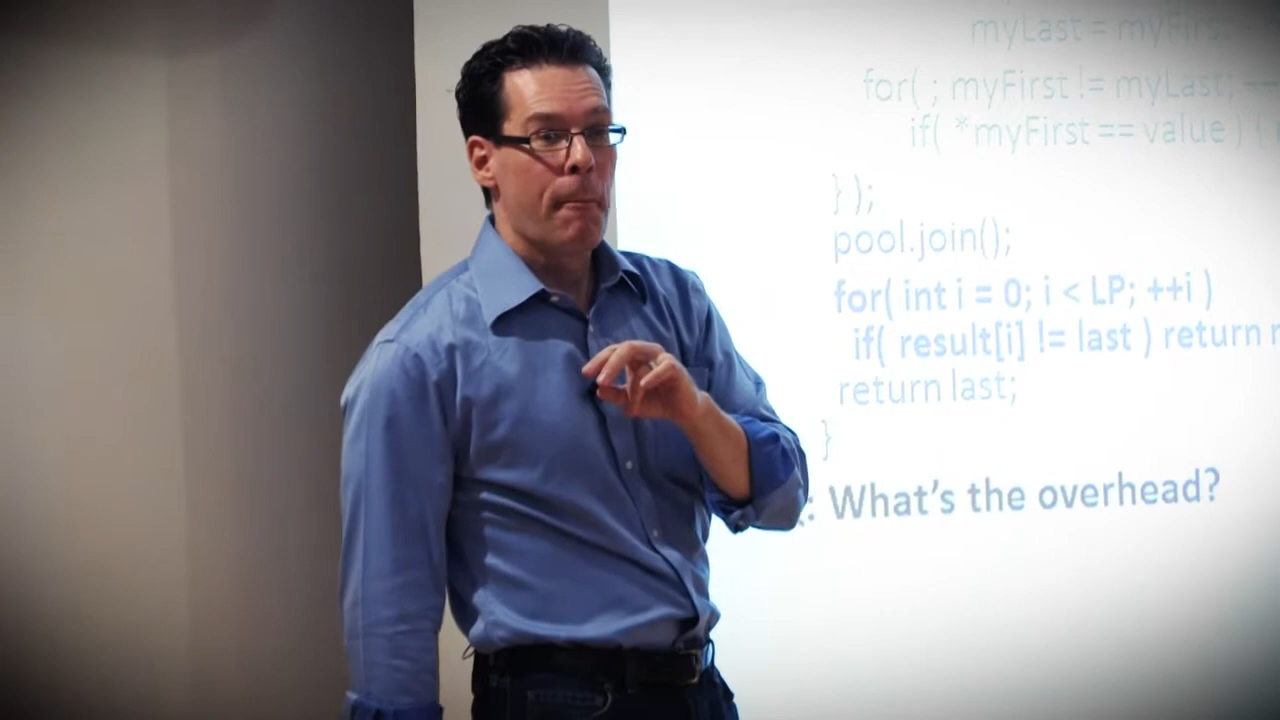 myLast = myFirst
for( ; myFirst != myLast;
if( *myFirst == value ) {
} );
pool.join();
for( int i = 0; i < LP; ++i )
if( result[i] != last ) return
return last;
}
: What's the overhead?